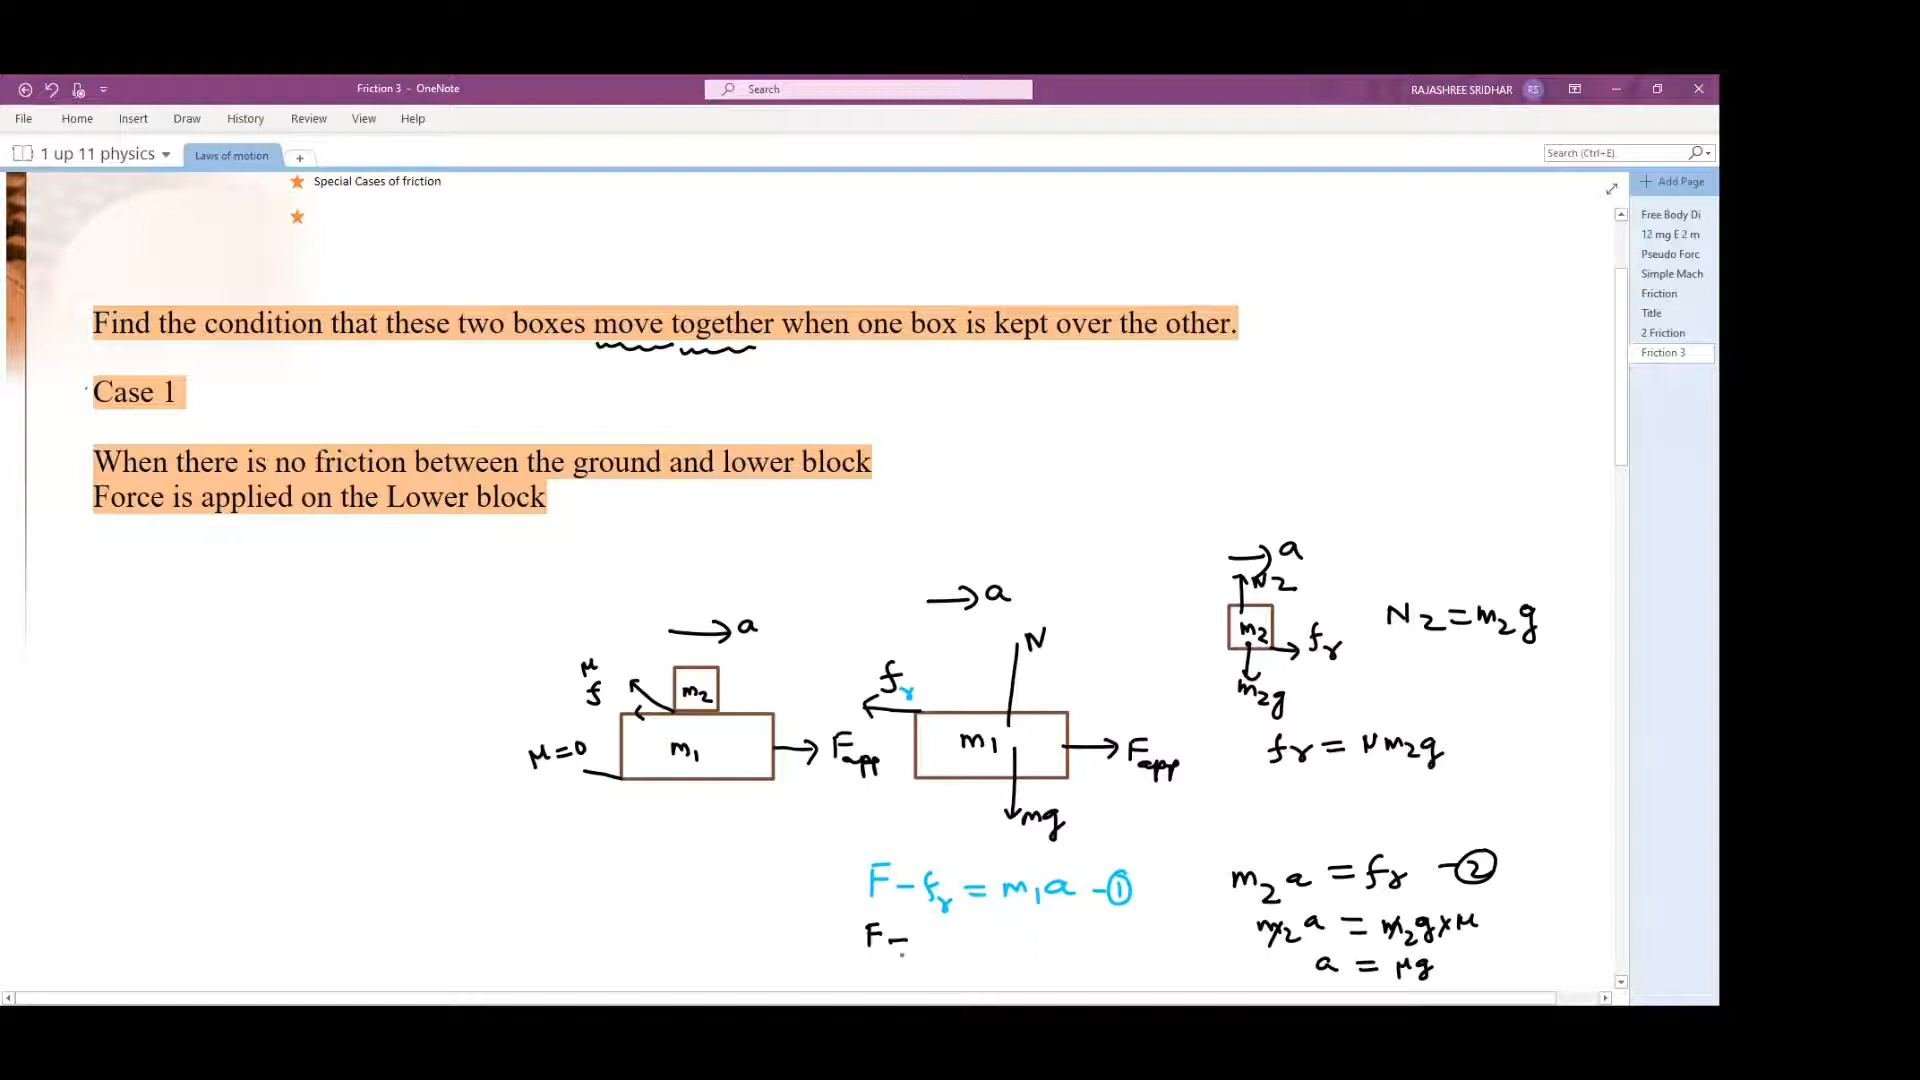 Friction 3 - OneNote
Search
RAJASHREE SRIDHAR RS
File Home Insert Draw History Review View Help
1 up 11 physics
Laws of motion
+
Search (Ctrl+E)
Special Cases of friction
Add Page
Free Body Di
12 mg E 2 m
Pseudo Forc
Simple Mach
Friction
Title
2 Friction
Friction 3
Find the condition that these two boxes move together when one box is kept over the other.
Case 1
When there is no friction between the ground and lower block
Force is applied on the Lower block
→ a
μ
f
m₂
m₁
μ=0
F app
→ a
N
fᵣ
m₁
F app
mg
→ a
N₂
m₂
fᵣ
m₂g
N₂ = m₂g
fᵣ = μm₂g
F - fᵣ = m₁a - ①
F -
m₂a = fᵣ - ②
m₂a = m₂g×μ
a = μg